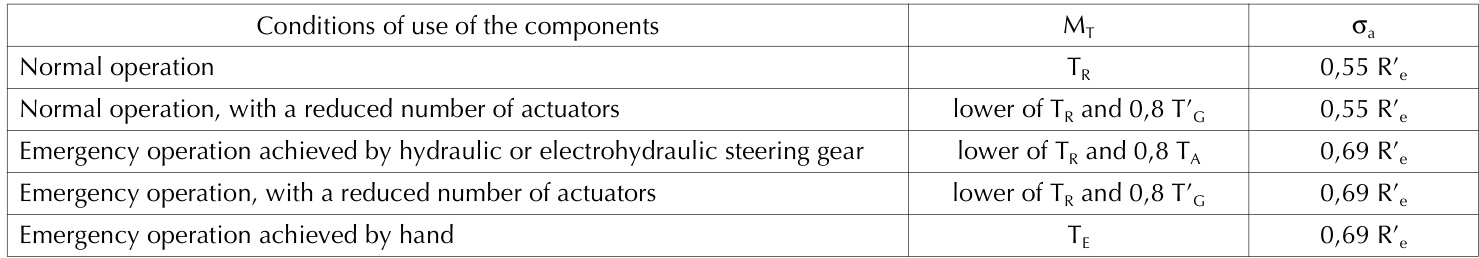 Conditions of use of the components M_T σ_a
Normal operation T_R 0,55 R′_e
Normal operation, with a reduced number of actuators lower of T_R and 0,8 T′_G 0,55 R′_e
Emergency operation achieved by hydraulic or electrohydraulic steering gear lower of T_R and 0,8 T_A 0,69 R′_e
Emergency operation, with a reduced number of actuators lower of T_R and 0,8 T′_G 0,69 R′_e
Emergency operation achieved by hand T_E 0,69 R′_e